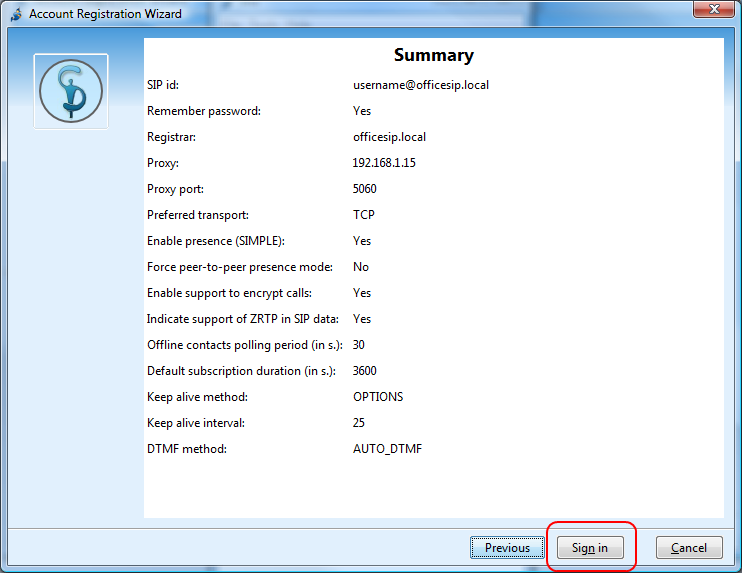 Account Registration Wizard
Summary
SIP id: username@officesip.local
Remember password: Yes
Registrar: officesip.local
Proxy: 192.168.1.15
Proxy port: 5060
Preferred transport: TCP
Enable presence (SIMPLE): Yes
Force peer-to-peer presence mode: No
Enable support to encrypt calls: Yes
Indicate support of ZRTP in SIP data: Yes
Offline contacts polling period (in s.): 30
Default subscription duration (in s.): 3600
Keep alive method: OPTIONS
Keep alive interval: 25
DTMF method: AUTO_DTMF
Previous Sign in Cancel